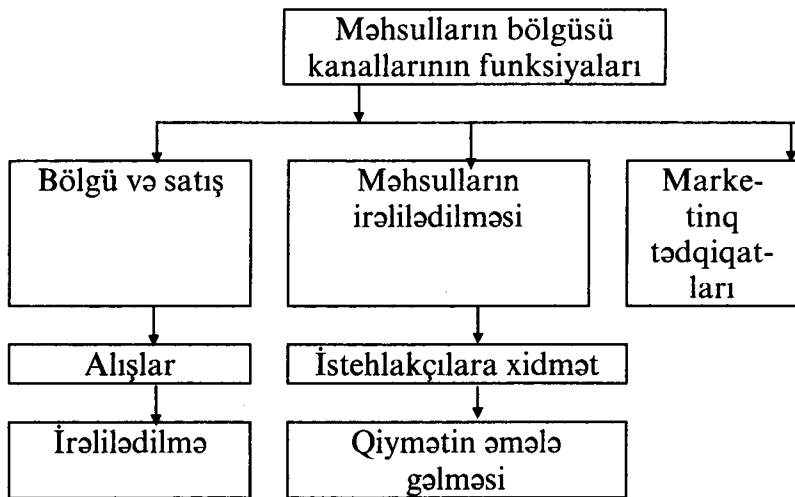 Məhsulların bölgüsü
kanallarının funksiyaları
Bölgü və satış
Məhsulların
irəlilədilməsi
Marke-
tinq
tədqiqat-
ları
Alışlar
İstehlakçılara xidmət
İrəlilədilmə
Qiymətin əmələ
gəlməsi